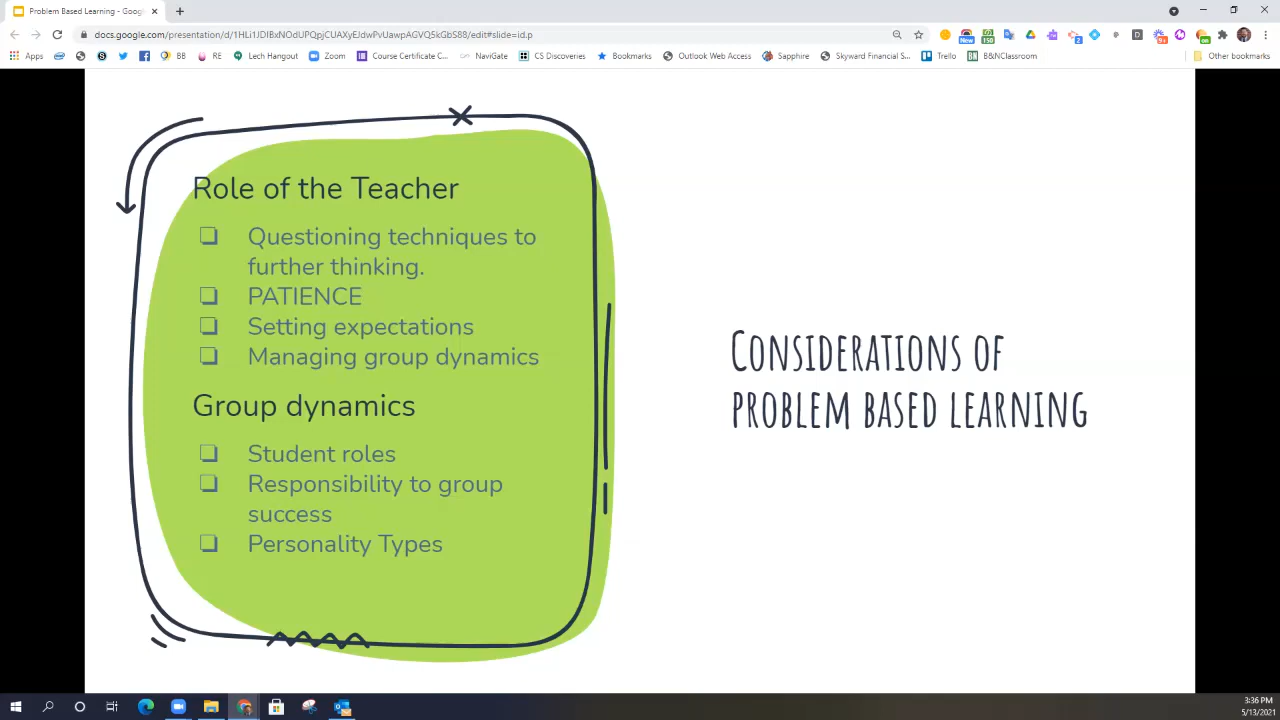 Problem Based Learning - Goog
docs.google.com/presentation/d/1HLi1JDIBxNOdUPQpjCUAXyEJdwPvUawpAGVQ5kGbS88/edit#slide=id.p
Apps
BB
RE
Lech Hangout
Zoom
Course Certificate C...
NaviGate
CS Discoveries
Bookmarks
Outlook Web Access
Sapphire
Skyward Financial S...
Trello
B&NClassroom
Other bookmarks
Role of the Teacher
Questioning techniques to
further thinking.
PATIENCE
Setting expectations
Managing group dynamics
Group dynamics
Student roles
Responsibility to group
success
Personality Types
Considerations of
problem based learning
3:36 PM
5/13/2021